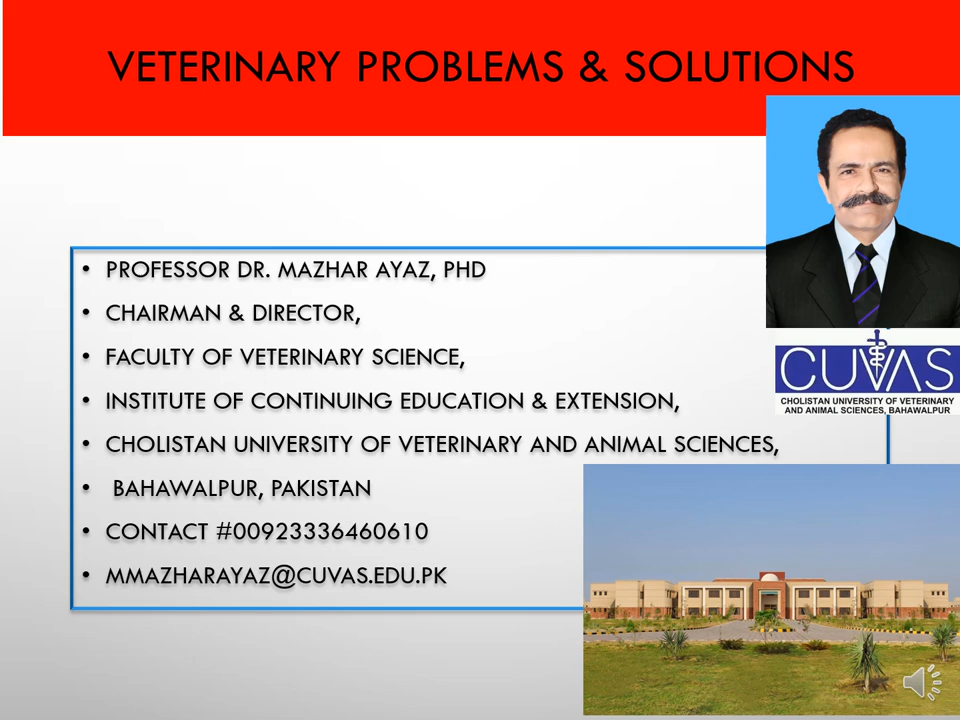 VETERINARY PROBLEMS & SOLUTIONS
• PROFESSOR DR. MAZHAR AYAZ, PHD
• CHAIRMAN & DIRECTOR,
• FACULTY OF VETERINARY SCIENCE,
• INSTITUTE OF CONTINUING EDUCATION & EXTENSION,
• CHOLISTAN UNIVERSITY OF VETERINARY AND ANIMAL SCIENCES,
• BAHAWALPUR, PAKISTAN
• CONTACT #00923336460610
• MMAZHARAYAZ@CUVAS.EDU.PK
CUVAS
CHOLISTAN UNIVERSITY OF VETERINARY
AND ANIMAL SCIENCES, BAHAWALPUR